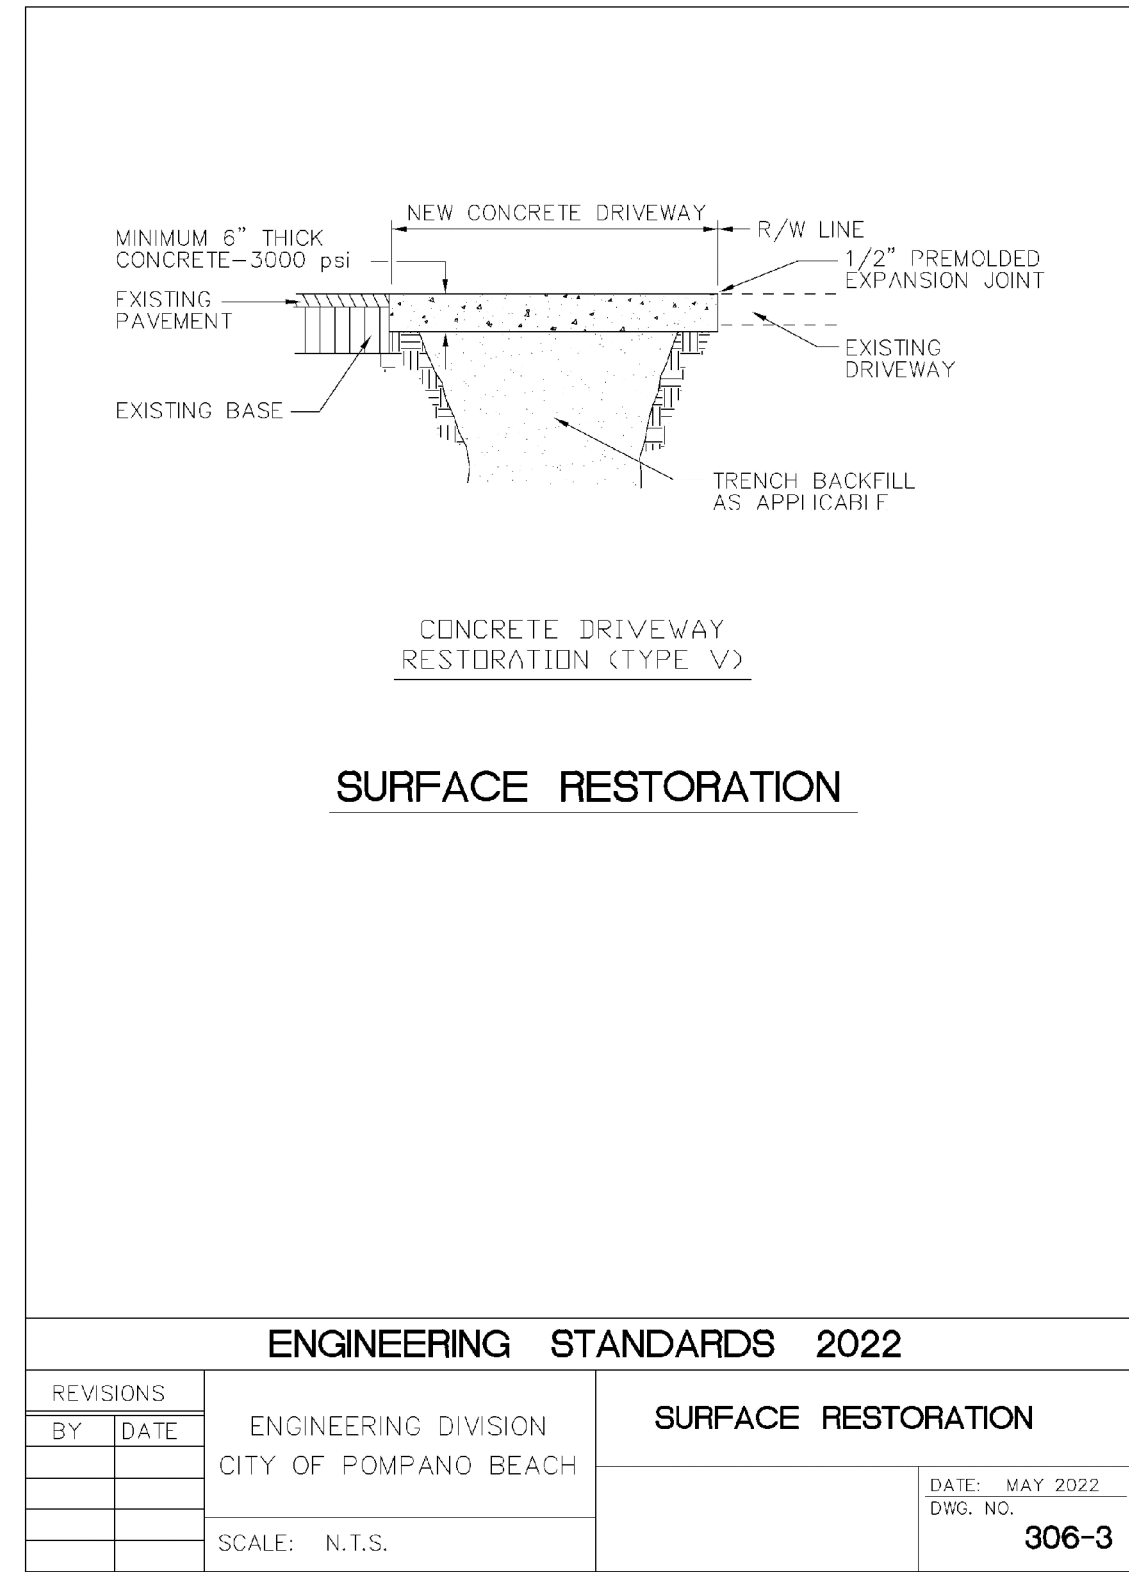 NEW CONCRETE DRIVEWAY
R/W LINE
MINIMUM 6" THICK
CONCRETE-3000 psi
1/2" PREMOLDED
EXPANSION JOINT
EXISTING
PAVEMENT
EXISTING
DRIVEWAY
EXISTING BASE
TRENCH BACKFILL
AS APPLICABLE
CONCRETE DRIVEWAY
RESTORATION (TYPE V)
SURFACE RESTORATION
ENGINEERING STANDARDS 2022
REVISIONS
BY DATE
ENGINEERING DIVISION
CITY OF POMPANO BEACH
SCALE: N.T.S.
SURFACE RESTORATION
DATE: MAY 2022
DWG. NO.
306-3